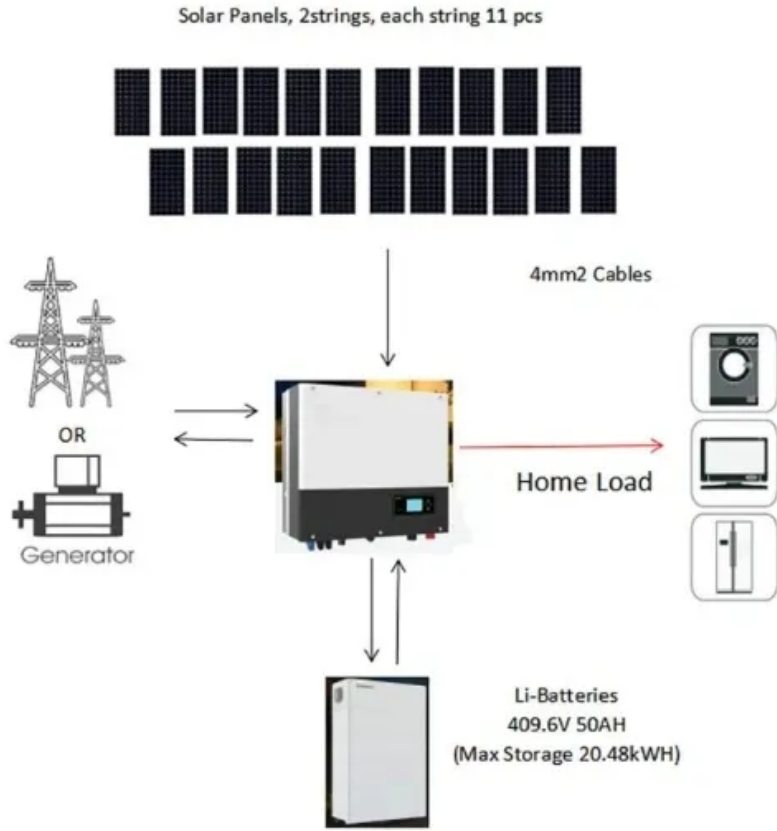 Solar Panels, 2strings, each string 11 pcs
4mm2 Cables
OR
Generator
Home Load
Li-Batteries
409.6V 50AH
(Max Storage 20.48kWH)